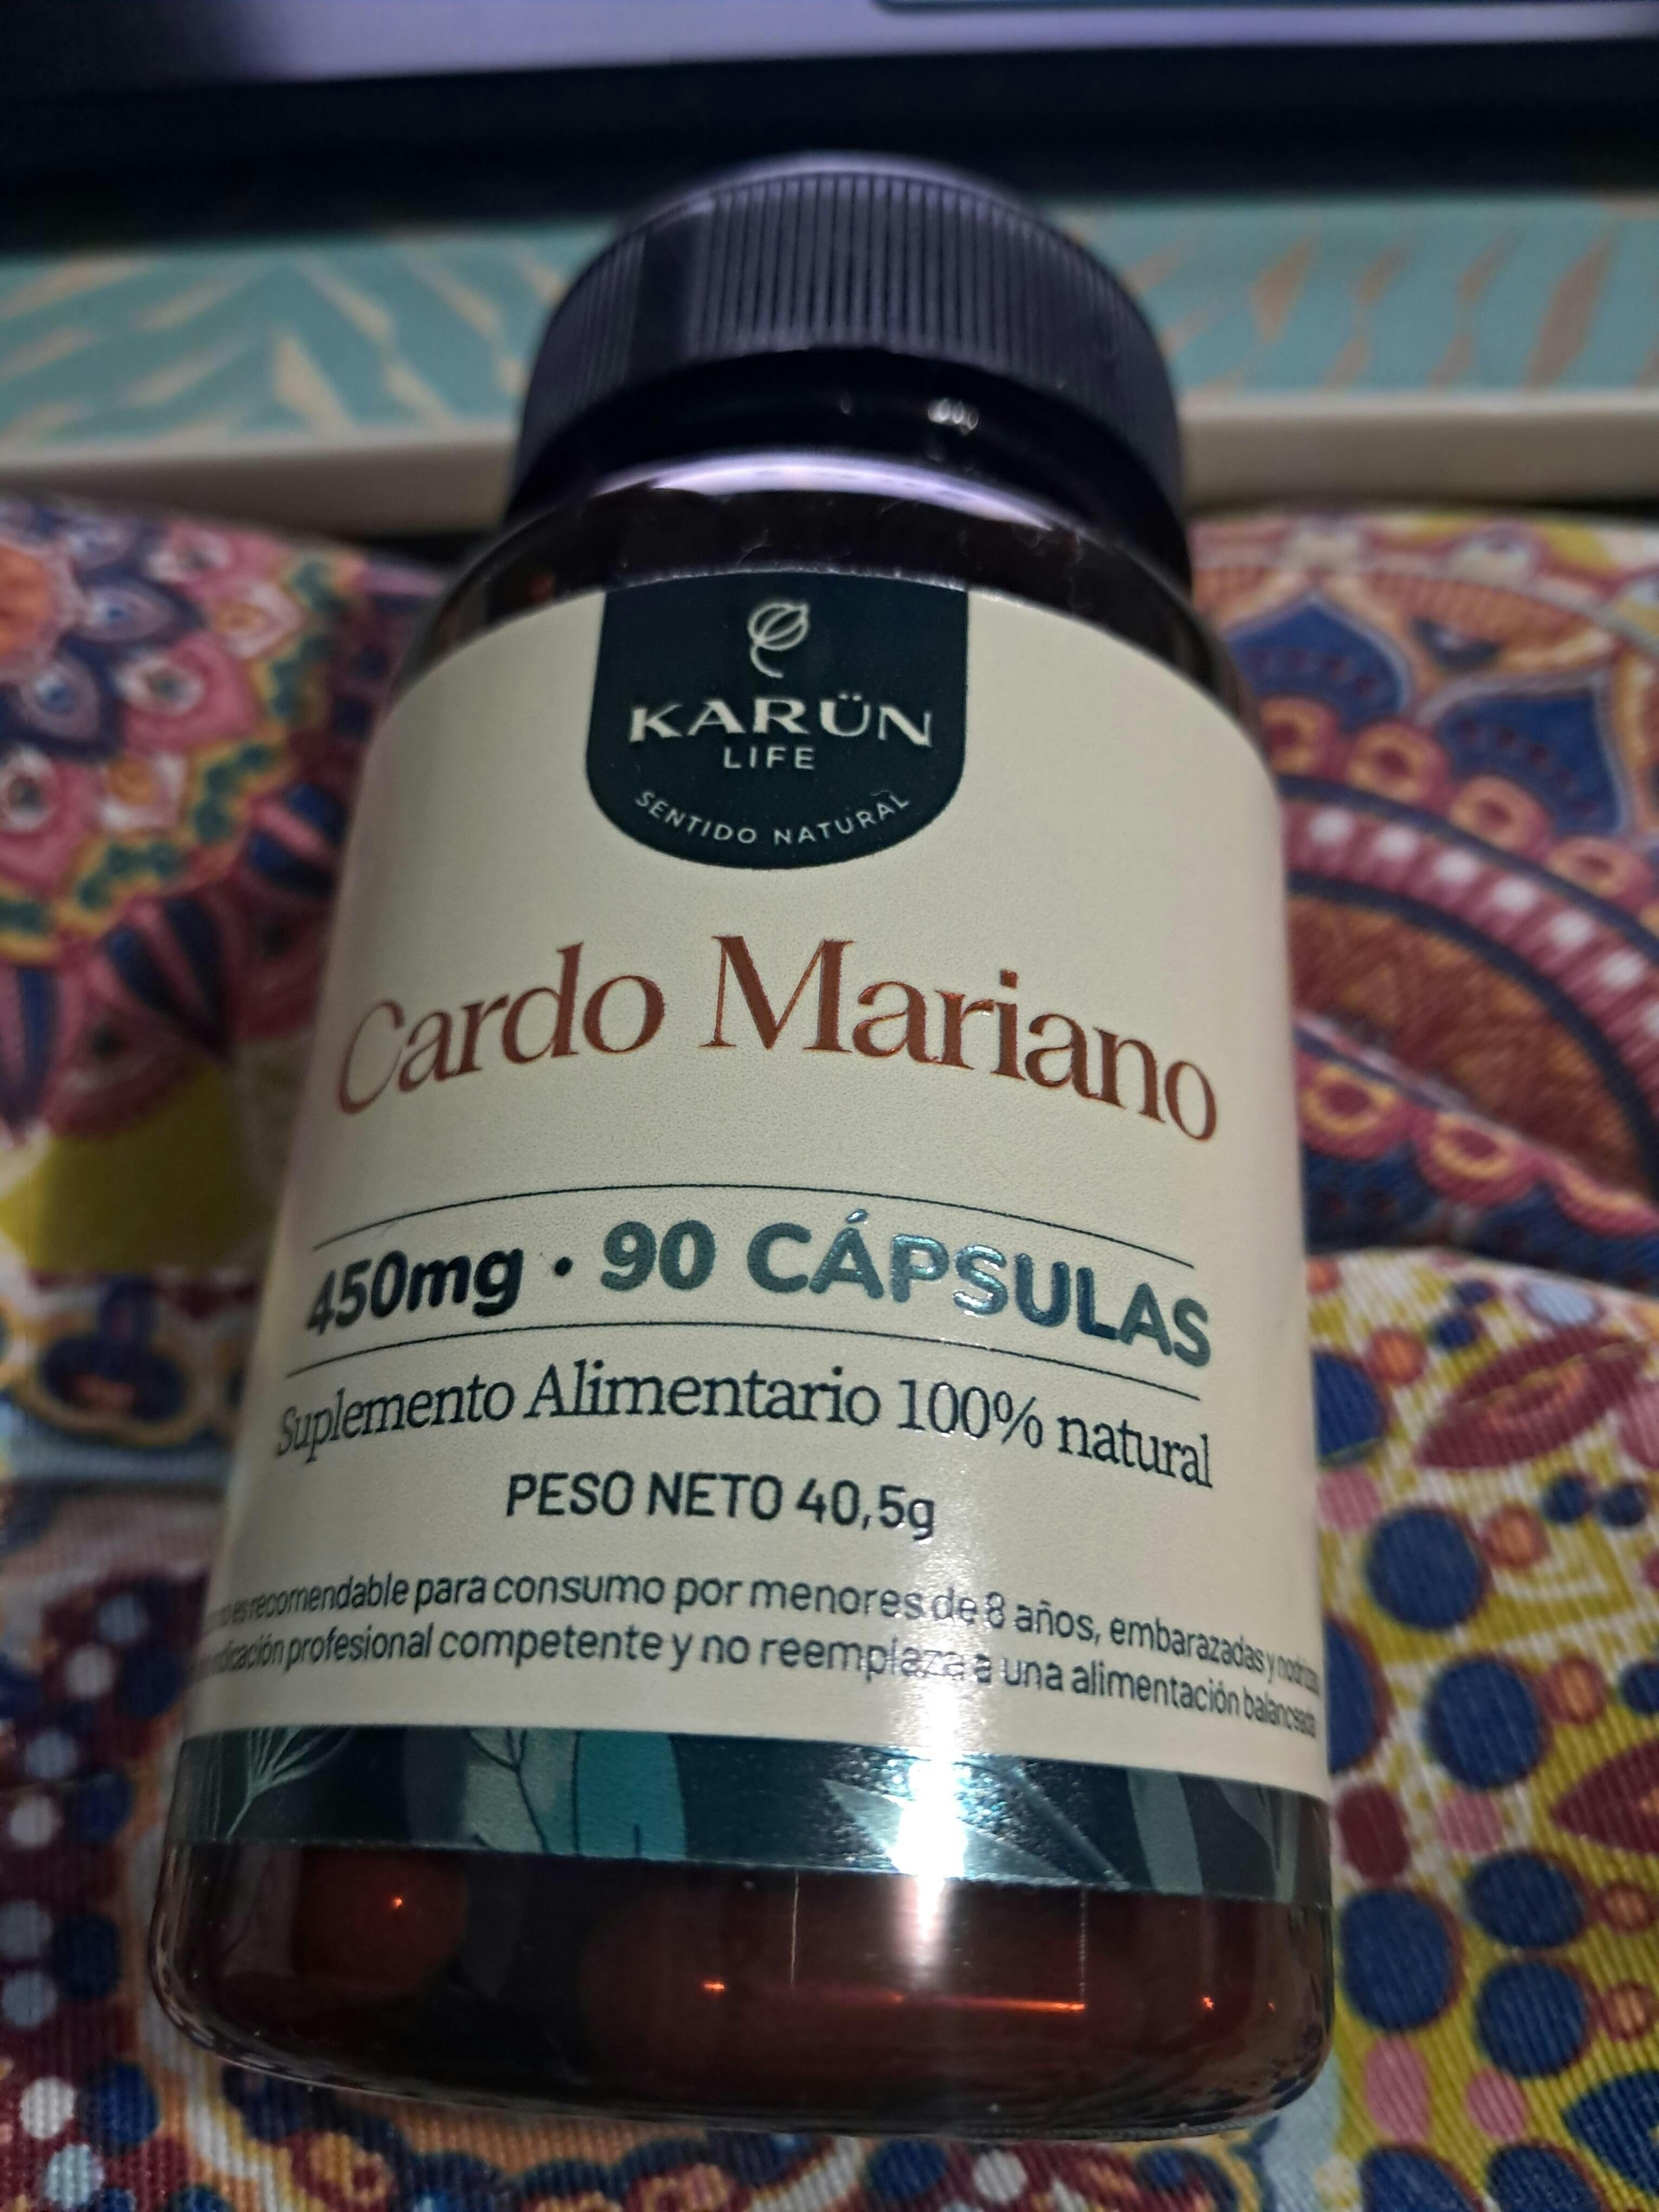 KARÜN
LIFE
SENTIDO NATURAL
Cardo Mariano
450mg · 90 CÁPSULAS
Suplemento Alimentario 100% natural
PESO NETO 40,5g
es recomendable para consumo por menores de 8 años, embarazadas y
profesional competente y no reemplaza a una alimentación balanceada